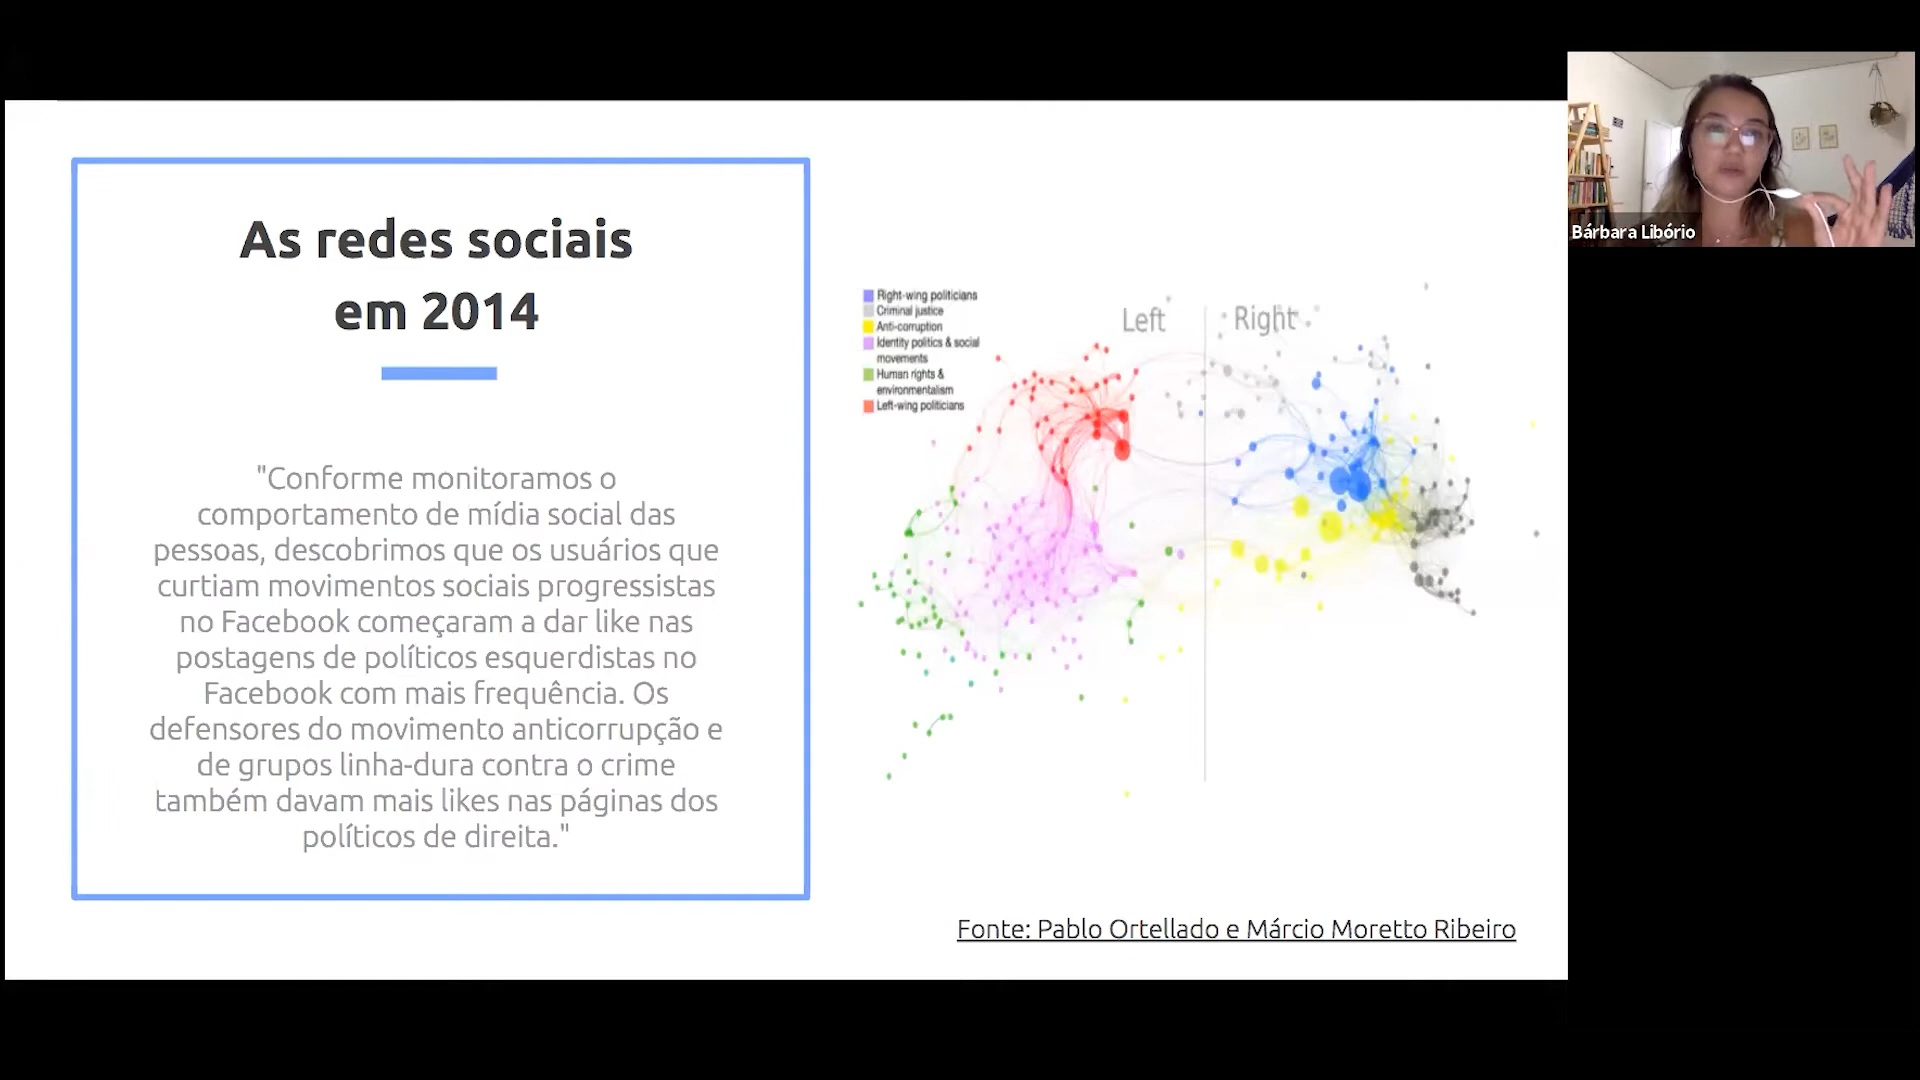 As redes sociais
em 2014
"Conforme monitoramos o
comportamento de mídia social das
pessoas, descobrimos que os usuários que
curtiam movimentos sociais progressistas
no Facebook começaram a dar like nas
postagens de políticos esquerdistas no
Facebook com mais frequência. Os
defensores do movimento anticorrupção e
de grupos linha-dura contra o crime
também davam mais likes nas páginas dos
políticos de direita."
Right-wing politicians
Criminal justice
Anti-corruption
Identity politics & social
movements
Human rights &
environmentalism
Left-wing politicians
Left
Right
Fonte: Pablo Ortellado e Márcio Moretto Ribeiro
Bárbara Libório